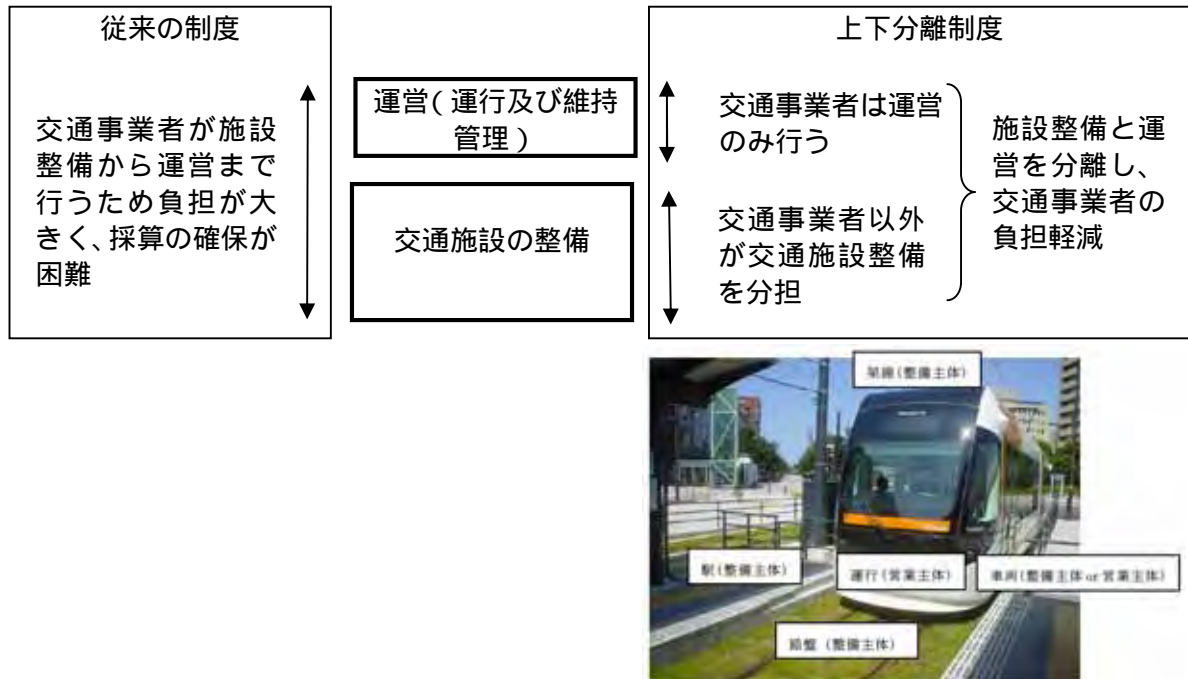 従来の制度
交通事業者が施設
整備から運営まで
行うため負担が大
きく、採算の確保が
困難
運営(運行及び維持
管理)
交通施設の整備
上下分離制度
交通事業者は運営
のみ行う
交通事業者以外
が交通施設整備
を分担
施設整備と運
営を分離し、
交通事業者の
負担軽減
架線(整備主体)
駅(整備主体)
運行(営業主体)
車両(整備主体or営業主体)
路盤(整備主体)